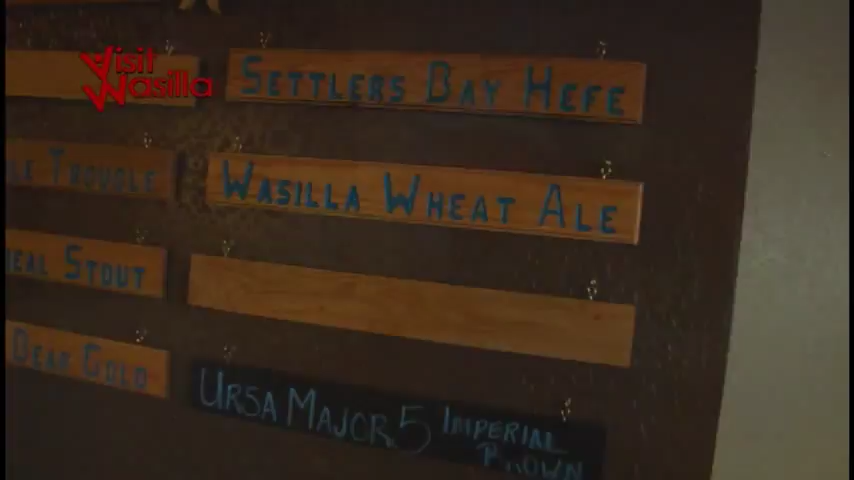 Visit
Wasilla
Settlers Bay Hefe
Wasilla Wheat Ale
Trouble
Stout
Gold
Ursa Major 5 Imperial
Brown